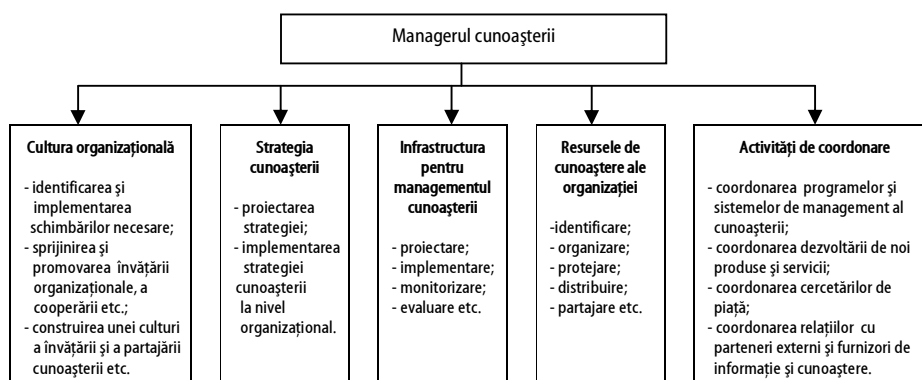 Managerul cunoaşterii
Cultura organizaţională
- identificarea şi
implementarea
schimbărilor necesare;
- sprijinirea şi
promovarea învăţării
organizaţionale, a
cooperării etc.;
- construirea unei culturi
a învăţării şi a partajării
cunoaşterii etc.
Strategia
cunoaşterii
- proiectarea
strategiei;
- implementarea
strategiei
cunoaşterii
la nivel
organizaţional.
Infrastructura
pentru
managementul
cunoaşterii
- proiectare;
- implementare;
- monitorizare;
- evaluare etc.
Resursele de
cunoaştere ale
organizaţiei
-identificare;
- organizare;
- protejare;
- distribuire;
- partajare etc.
Activităţi de coordonare
- coordonarea programelor şi
sistemelor de management al
cunoaşterii;
- coordonarea dezvoltării de noi
produse şi servicii;
- coordonarea cercetărilor de
piaţă;
- coordonarea relaţiilor cu
parteneri externi şi furnizori de
informaţie şi cunoaştere.